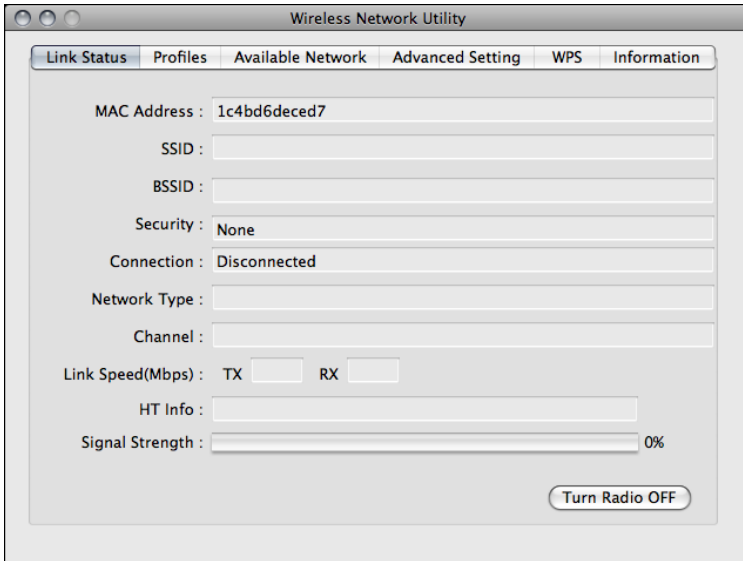 Wireless Network Utility
Link Status Profiles Available Network Advanced Setting WPS Information
MAC Address : 1c4bd6deced7
SSID :
BSSID :
Security : None
Connection : Disconnected
Network Type :
Channel :
Link Speed(Mbps) : TX RX
HT Info :
Signal Strength : 0%
Turn Radio OFF